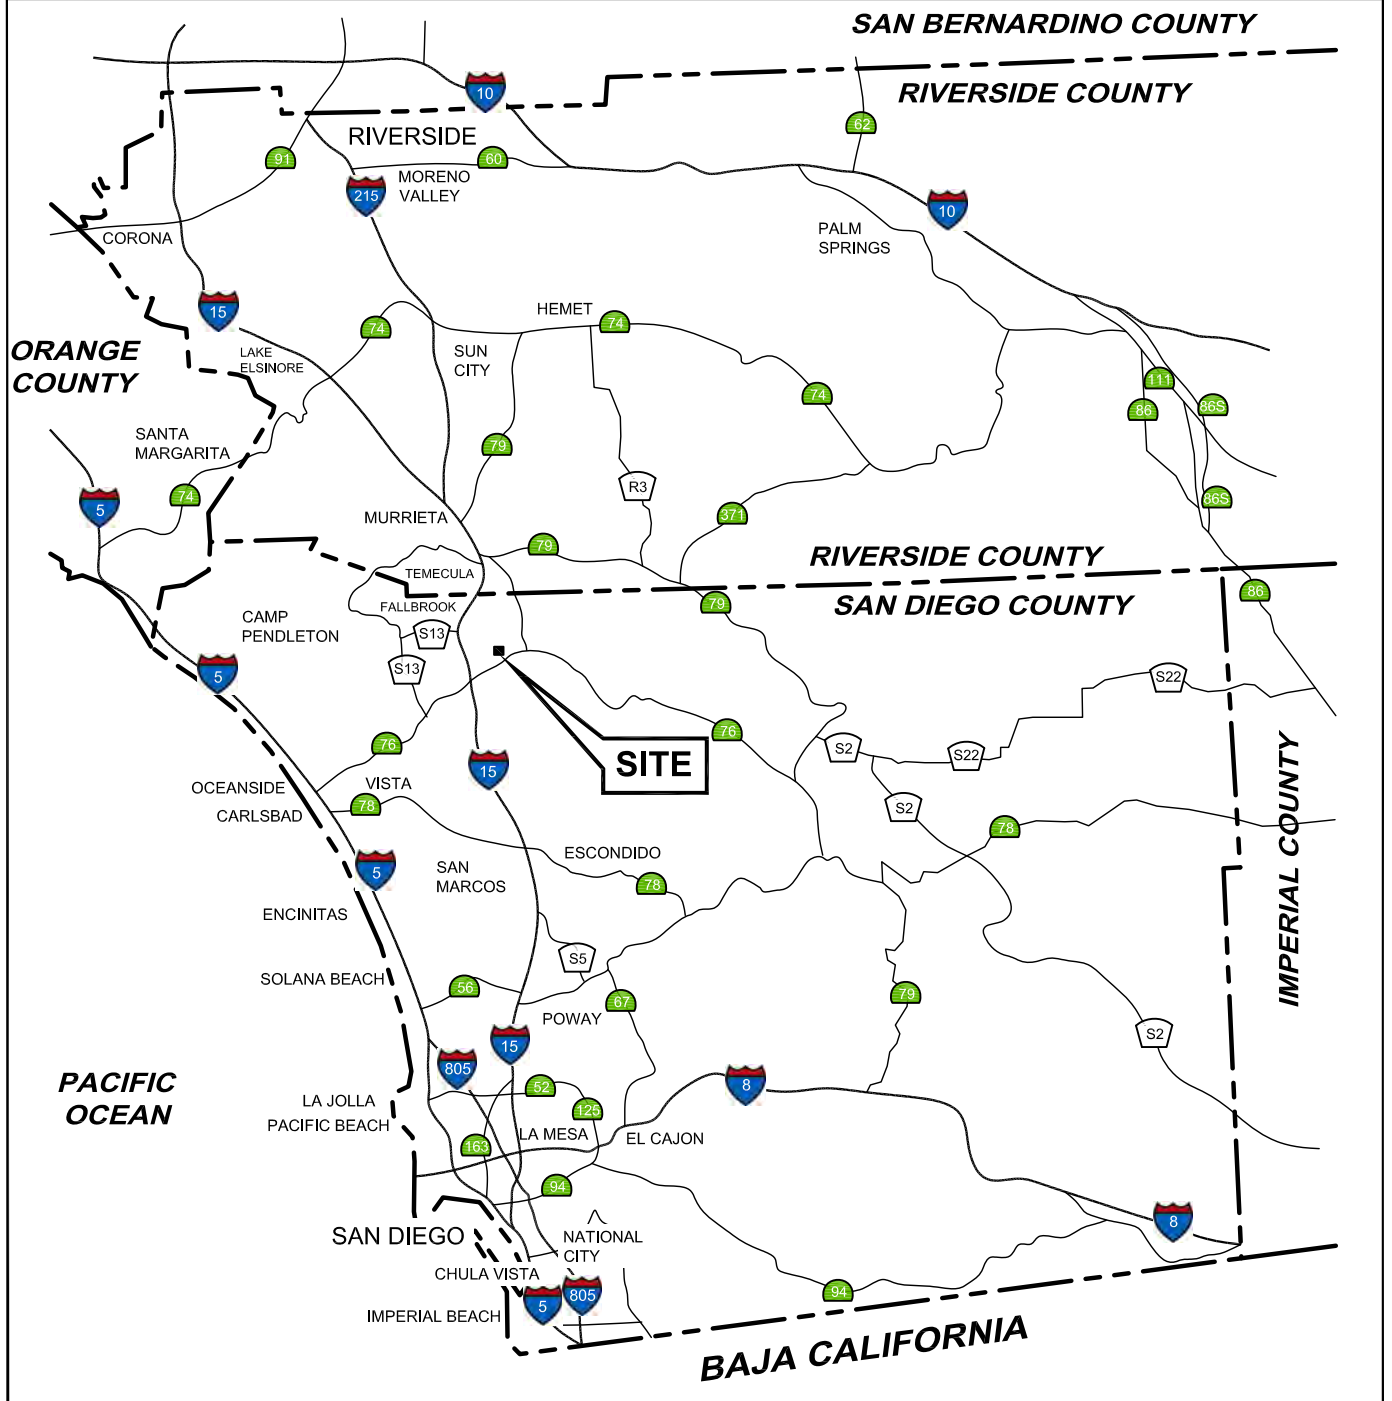 SAN BERNARDINO COUNTY
RIVERSIDE COUNTY
10
62
RIVERSIDE
91
60
MORENO
VALLEY
215
10
CORONA
PALM
SPRINGS
15
HEMET
74
74
ORANGE
COUNTY
LAKE
ELSINORE
SUN
CITY
74
111
86
86S
SANTA
MARGARITA
79
74
5
R3
86S
371
MURRIETA
79
RIVERSIDE COUNTY
TEMECULA
SAN DIEGO COUNTY
79
86
FALLBROOK
CAMP
PENDLETON
S13
S13
5
S22
76
76
S2
S22
SITE
15
OCEANSIDE
VISTA
78
CARLSBAD
S2
78
IMPERIAL COUNTY
ESCONDIDO
5
SAN
MARCOS
78
ENCINITAS
S5
SOLANA BEACH
56
67
79
POWAY
S2
15
805
PACIFIC
OCEAN
8
52
LA JOLLA
125
PACIFIC BEACH
LA MESA
EL CAJON
163
94
8
SAN DIEGO
NATIONAL
CITY
CHULA VISTA
94
805
5
IMPERIAL BEACH
BAJA CALIFORNIA